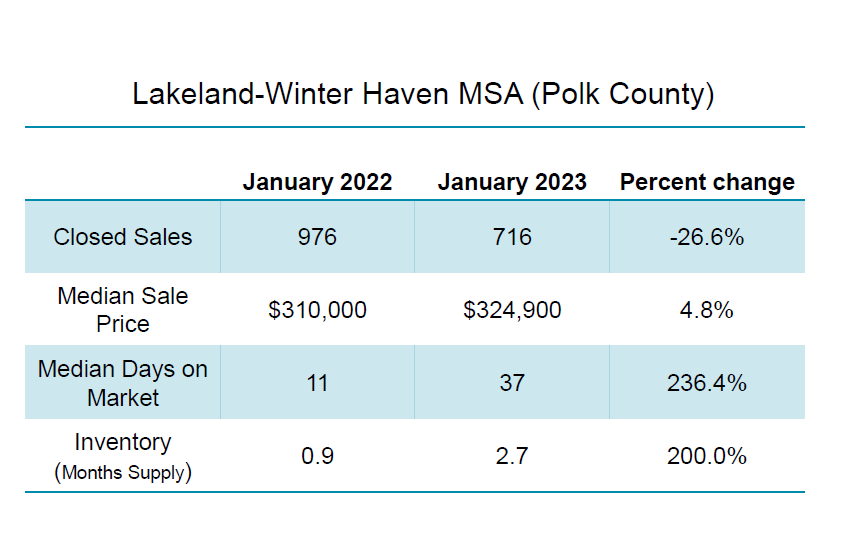 Lakeland-Winter Haven MSA (Polk County)
January 2022 January 2023 Percent change
Closed Sales 976 716 -26.6%
Median Sale
Price $310,000 $324,900 4.8%
Median Days on
Market 11 37 236.4%
Inventory
(Months Supply) 0.9 2.7 200.0%